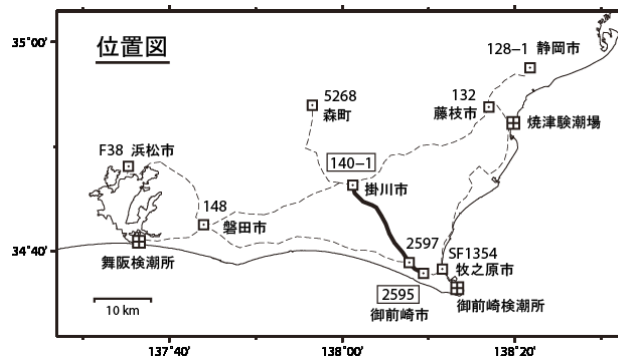 位置図
35°00'
34°40'
128−1 静岡市
132
藤枝市
焼津験潮場
5268
森町
F38 浜松市
140−1
掛川市
148
磐田市
舞阪検潮所
2597
SF1354
牧之原市
2595
御前崎市
御前崎検潮所
10 km
137°40'
138°00'
138°20'